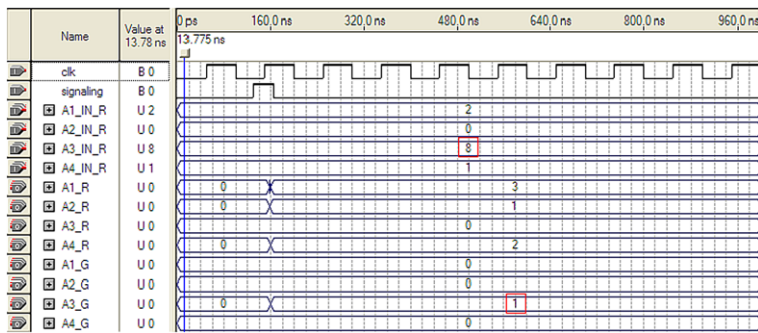 Name Value at 13.78 ns 0 ps 160.0 ns 320.0 ns 480.0 ns 640.0 ns 800.0 ns 960.0 ns
13.775 ns
clk B 0
signaling B 0
A1_IN_R U 2 2
A2_IN_R U 0 0
A3_IN_R U 8 8
A4_IN_R U 1 1
A1_R U 0 0 3
A2_R U 0 0 1
A3_R U 0 0
A4_R U 0 0 2
A1_G U 0 0
A2_G U 0 0
A3_G U 0 0 1
A4_G U 0 0